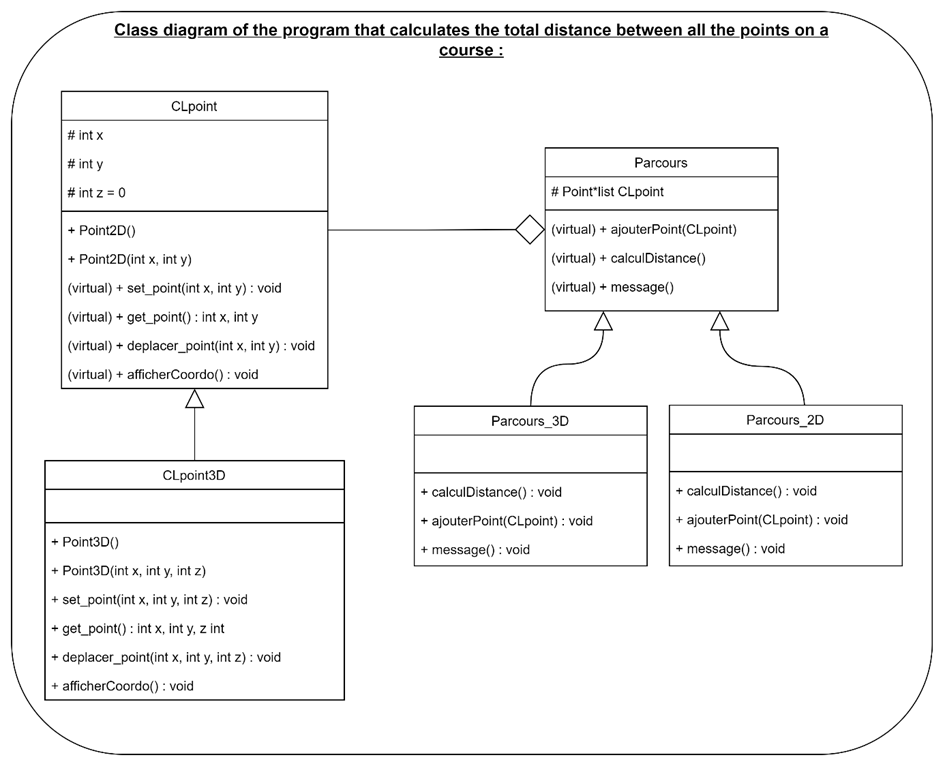 Class diagram of the program that calculates the total distance between all the points on a
course :
CLpoint
# int x
# int y
# int z = 0
+ Point2D()
+ Point2D(int x, int y)
(virtual) + set_point(int x, int y) : void
(virtual) + get_point() : int x, int y
(virtual) + deplacer_point(int x, int y) : void
(virtual) + afficherCoordo() : void
Parcours
# Point*list CLpoint
(virtual) + ajouterPoint(CLpoint)
(virtual) + calculDistance()
(virtual) + message()
CLpoint3D
+ Point3D()
+ Point3D(int x, int y, int z)
+ set_point(int x, int y, int z) : void
+ get_point() : int x, int y, z int
+ deplacer_point(int x, int y, int z) : void
+ afficherCoordo() : void
Parcours_3D
+ calculDistance() : void
+ ajouterPoint(CLpoint) : void
+ message() : void
Parcours_2D
+ calculDistance() : void
+ ajouterPoint(CLpoint) : void
+ message() : void